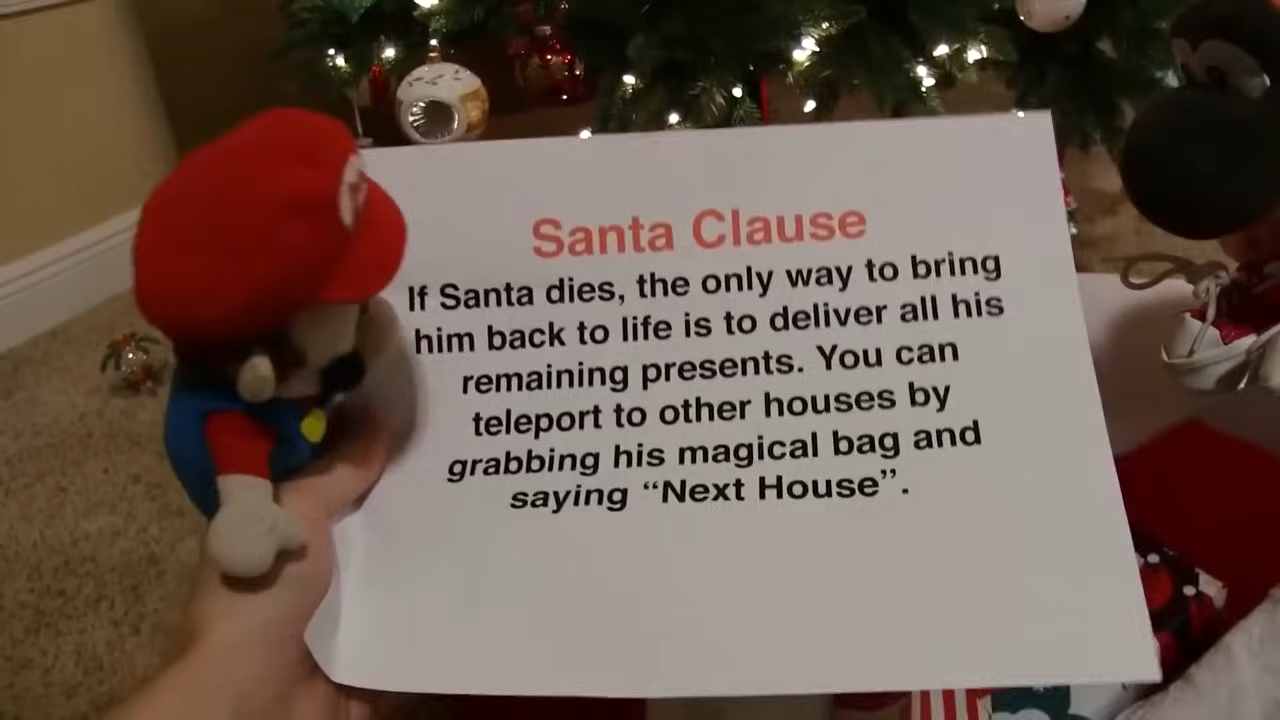 Santa Clause
If Santa dies, the only way to bring
him back to life is to deliver all his
remaining presents. You can
teleport to other houses by
grabbing his magical bag and
saying “Next House”.